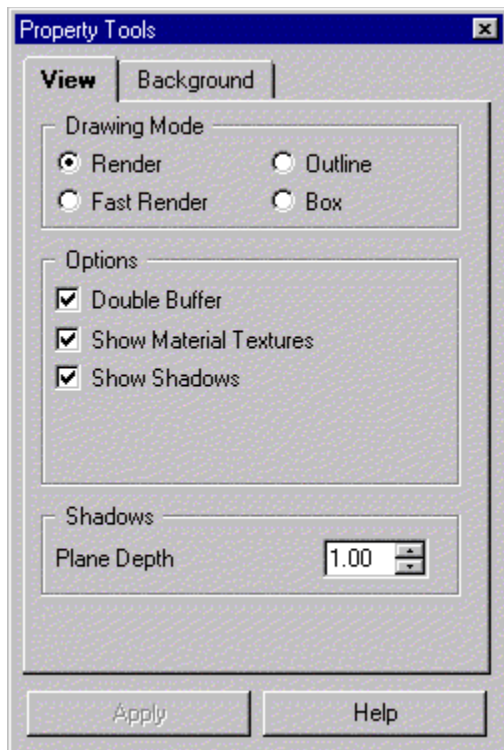 Property Tools
View Background
Drawing Mode
Render Outline
Fast Render Box
Options
Double Buffer
Show Material Textures
Show Shadows
Shadows
Plane Depth 1.00
Apply Help